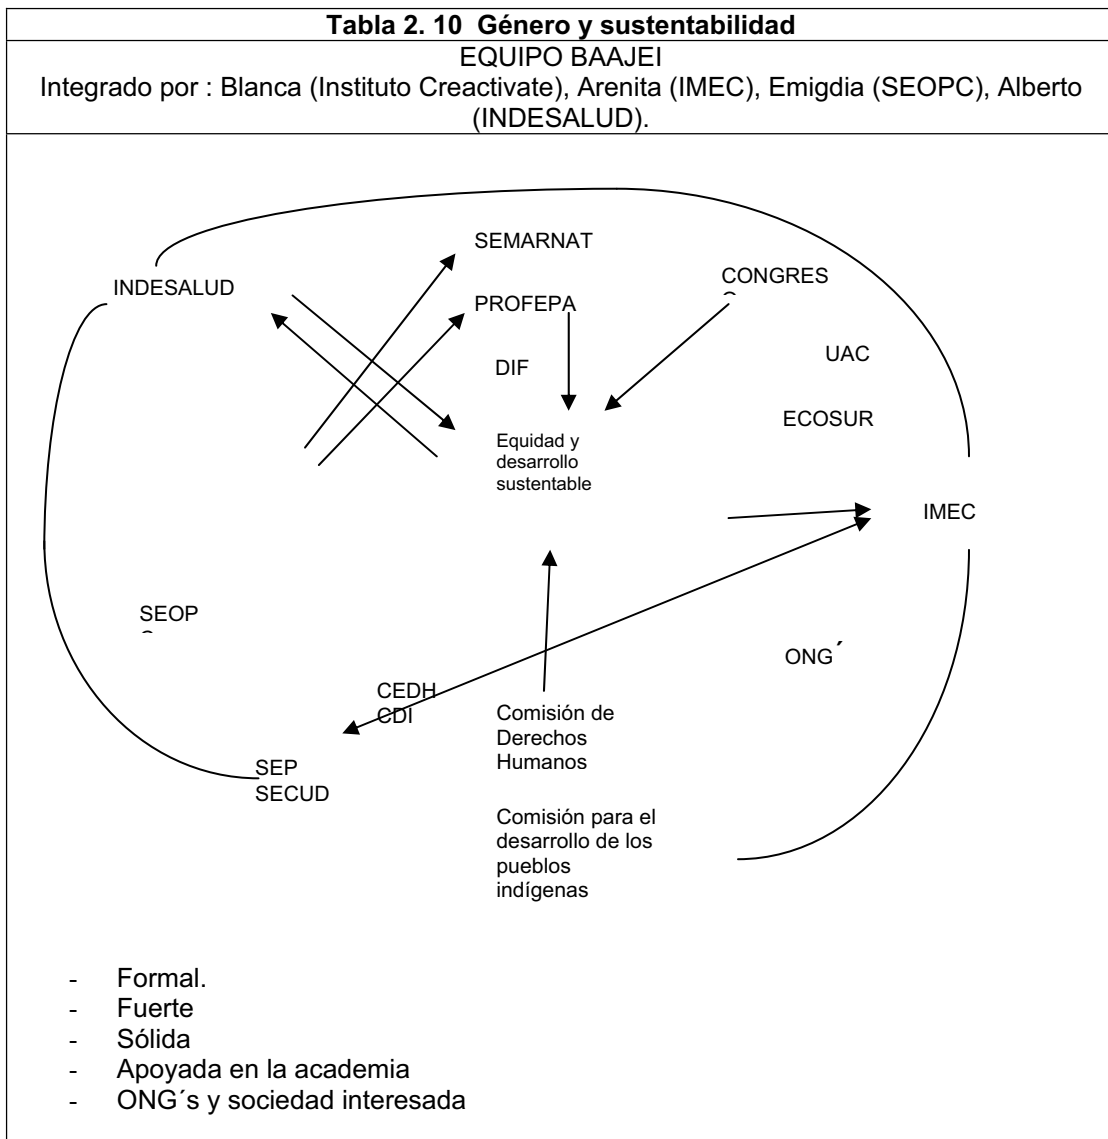 Tabla 2. 10 Género y sustentabilidad
EQUIPO BAAJEI
Integrado por : Blanca (Instituto Creactivate), Arenita (IMEC), Emigdia (SEOPC), Alberto
(INDESALUD).
SEMARNAT
INDESALUD
CONGRES
PROFEPA
UAC
DIF
ECOSUR
Equidad y
desarrollo
sustentable
IMEC
SEOP
ONG´
CEDH
CDI
Comisión de
Derechos
Humanos
SEP
SECUD
Comisión para el
desarrollo de los
pueblos
indígenas
- Formal.
- Fuerte
- Sólida
- Apoyada en la academia
- ONG´s y sociedad interesada